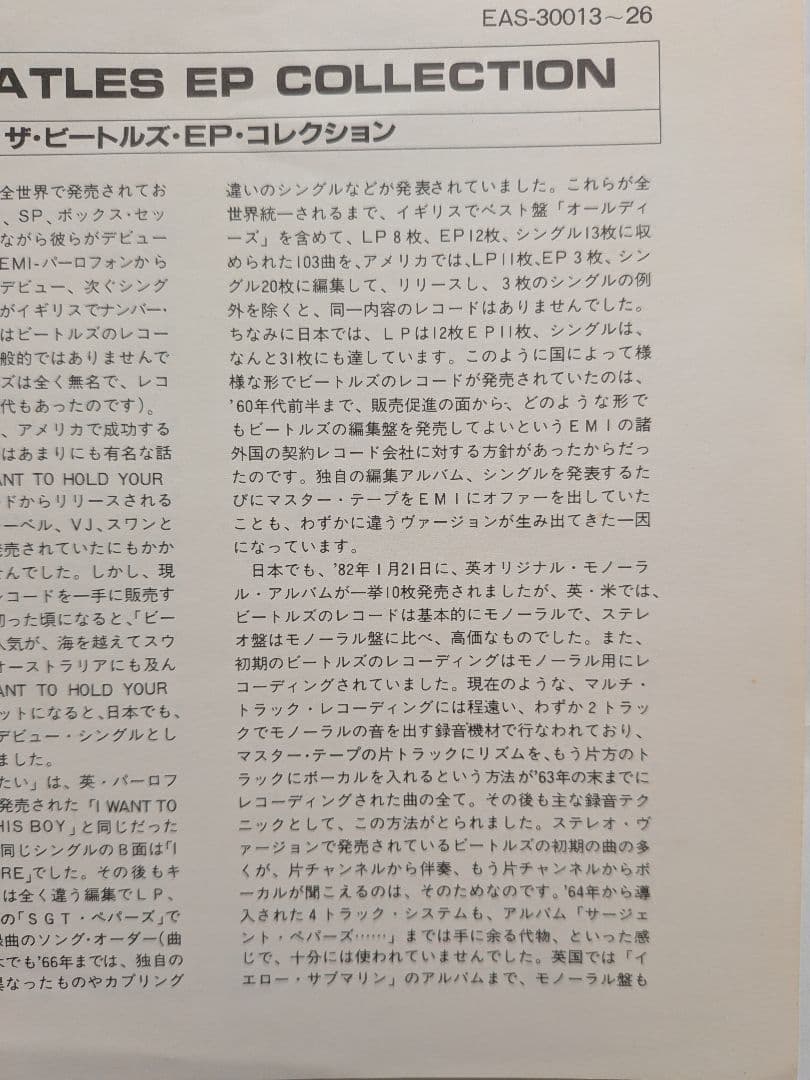 EAS-30013~26
ATLES EP COLLECTION
ザ・ビートルズ・EP・コレクション
全世界で発売されてお
、SP、ボックス・セッ
ながら彼らがデビュー
EMI-パーロフォンから
デビュー、次ぐシング
がイギリスでナンバー・
はビートルズのレコー
般的ではありませんで
ズは全く無名で、レコ
代もあったのです)。
、アメリカで成功する
はあまりにも有名な話
ANT TO HOLD YOUR
ドからリリースされる
ーベル、VJ、スワンと
発売されていたにもかか
せんでした。しかし、現
レコードを一手に販売す
切った頃になると、「ビー
人気が、海を越えてスウ
オーストラリアにも及ん
ANT TO HOLD YOUR
ットになると、日本でも、
デビュー・シングルとし
ました。
たい」は、英・パーロフ
発売された「I WANT TO
HIS BOY」と同じだった
同じシングルのB面は「I
RE」でした。その後もキ
は全く違う編集でLP、
の「SGT・ペパーズ」で
録曲のソング・オーダー(曲
でも'66年までは、独自の
異なったものやカプリング
違いのシングルなどが発表されていました。これらが全
世界統一されるまで、イギリスでベスト盤「オールディ
ーズ」を含めて、LP8枚、EP12枚、シングル13枚に収
められた103曲を、アメリカでは、LP11枚、EP3枚、シン
グル20枚に編集して、リリースし、3枚のシングルの例
外を除くと、同一内容のレコードはありませんでした。
ちなみに日本では、LPは12枚EP11枚、シングルは、
なんと31枚にも達しています。このように国によって様
様な形でビートルズのレコードが発売されていたのは、
'60年代前半まで、販売促進の面から、どのような形で
もビートルズの編集盤を発売してよいというEMIの諸
外国の契約レコード会社に対する方針があったからだっ
たのです。独自の編集アルバム、シングルを発表するた
びにマスター・テープをEMIにオファーを出していた
ことも、わずかに違うヴァージョンが生み出てきた一因
になっています。
日本でも、'82年1月21日に、英オリジナル・モノーラ
ル・アルバムが一挙10枚発売されましたが、英・米では、
ビートルズのレコードは基本的にモノーラルで、ステレ
オ盤はモノーラル盤に比べ、高価なものでした。また、
初期のビートルズのレコーディングはモノーラル用にレ
コーディングされていました。現在のような、マルチ・
トラック・レコーディングには程遠い、わずか2トラッ
クでモノーラルの音を出す録音機材で行なわれており、
マスター・テープの片トラックにリズムを、もう片方のト
ラックにボーカルを入れるという方法が'63年の末までに
レコーディングされた曲の全て。その後も主な録音テク
ニックとして、この方法がとられました。ステレオ・ヴ
ァージョンで発売されているビートルズの初期の曲の多
くが、片チャンネルから伴奏、もう片チャンネルからボ
ーカルが聞こえるのは、そのためなのです。'64年から導
入された4トラック・システムも、アルバム「サージェ
ント・ペパーズ……」までは手に余る代物、といった感
じで、十分には使われていませんでした。英国では「イ
エロー・サブマリン」のアルバムまで、モノーラル盤も